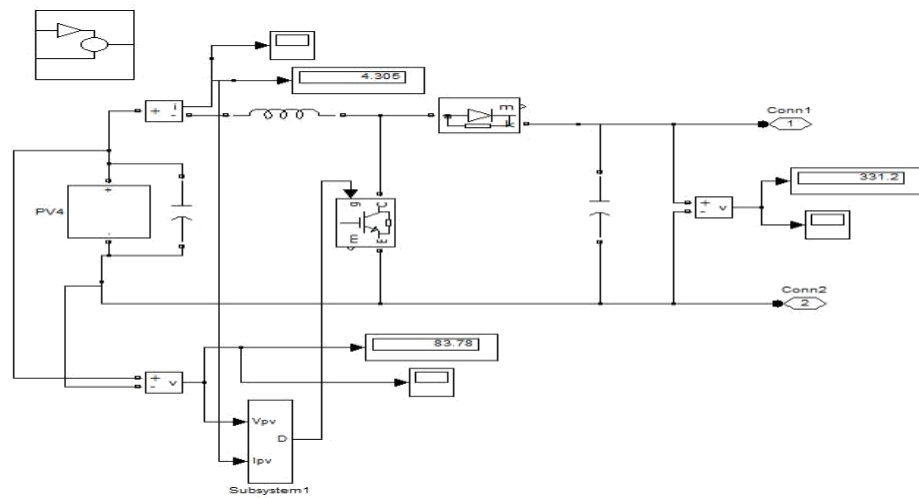 4.305
i
+
-
m
k
Conn1
1
+
PV4
-
g
C
m
E
+
-
v
331.2
Conn2
2
83.78
+
-
v
Vpv
D
Ipv
Subsystem1